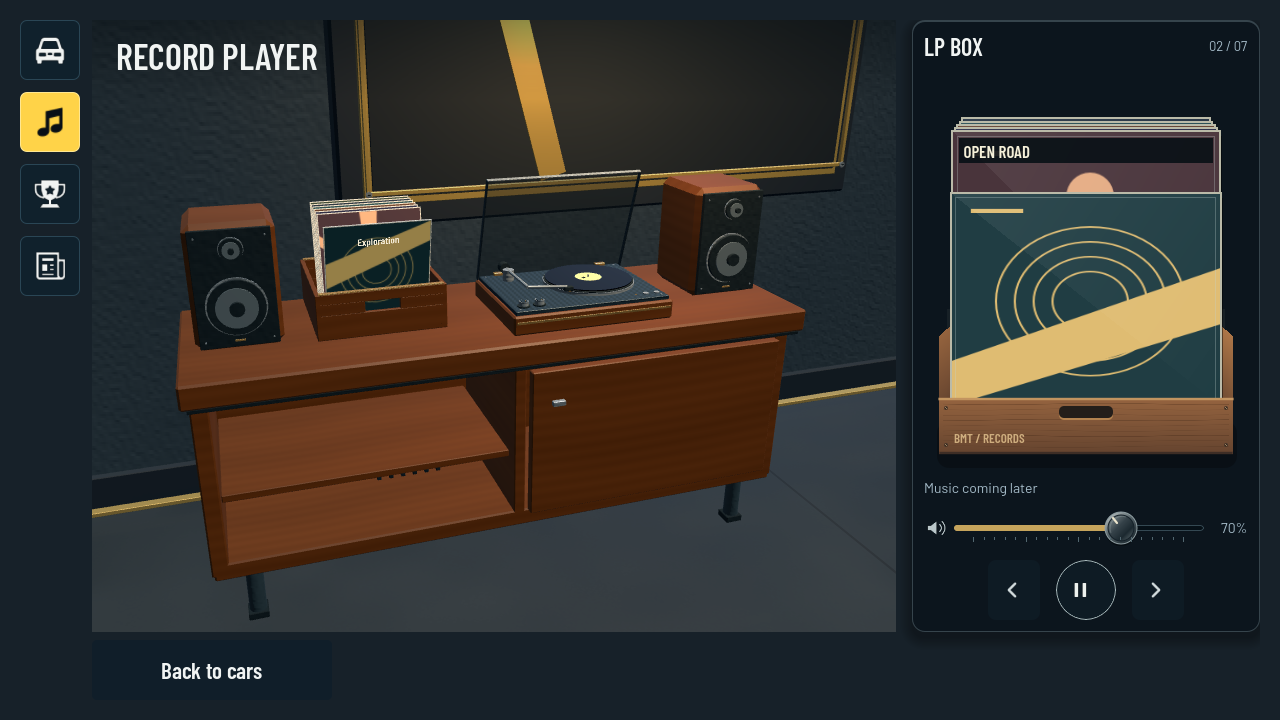 RECORD PLAYER
LP BOX
02 / 07
OPEN ROAD
Exploration
BMT / RECORDS
Music coming later
70%
Back to cars